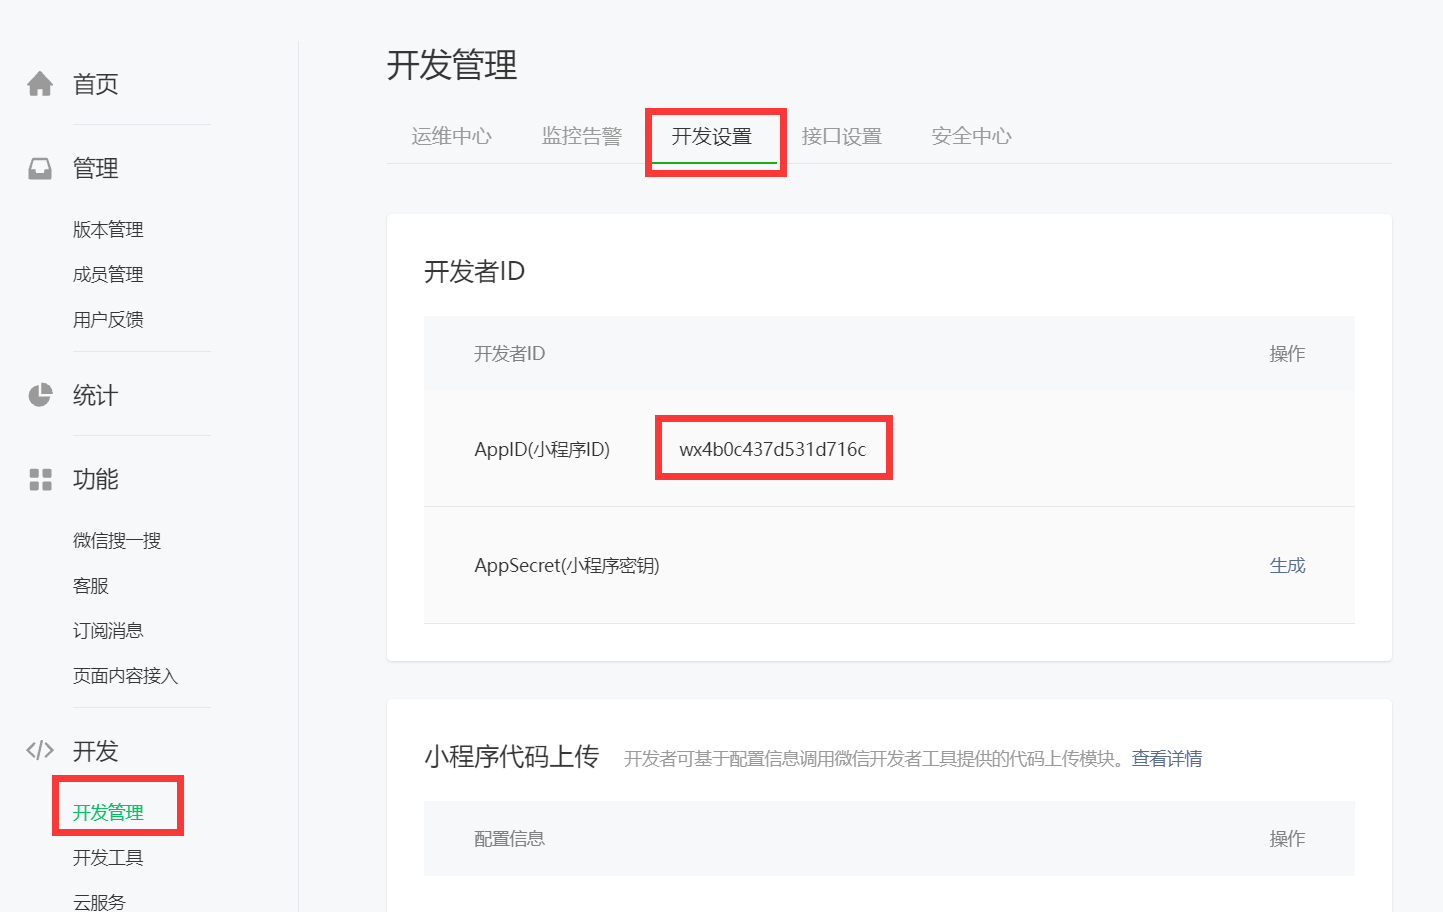 首页
管理
版本管理
成员管理
用户反馈
统计
功能
微信搜一搜
客服
订阅消息
页面内容接入
开发
开发管理
开发工具
云服务
开发管理
运维中心 监控告警 开发设置 接口设置 安全中心
开发者ID
开发者ID 操作
AppID(小程序ID) wx4b0c437d531d716c
AppSecret(小程序密钥) 生成
小程序代码上传 开发者可基于配置信息调用微信开发者工具提供的代码上传模块。查看详情
配置信息 操作